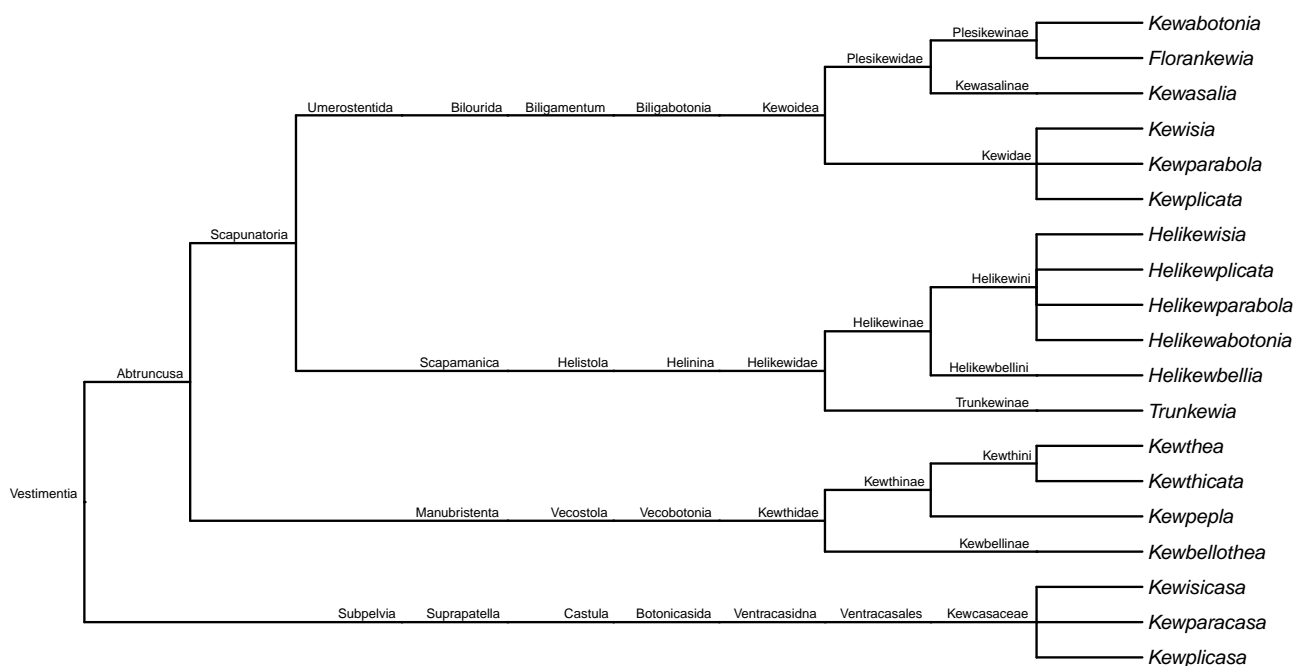 Kewabotonia
Plesikewinae
Florankewia
Plesikewidae
Kewasalinae
Kewasalia
Umerostentida Bilourida Biligamentum Biligabotonia Kewoidea
Kewisia
Kewidae
Kewparabola
Kewplicata
Scapunatoria
Helikewisia
Helikewini
Helikewplicata
Helikewparabola
Helikewinae
Helikewabotonia
Scapamanica Helistola Helinina Helikewidae
Helikewbellini
Helikewbellia
Abtruncusa
Trunkewinae
Trunkewia
Kewthea
Kewthini
Kewthicata
Kewthinae
Vestimentia
Manubristenta Vecostola Vecobotonia Kewthidae
Kewpepla
Kewbellinae
Kewbellothea
Kewisicasa
Subpelvia Suprapatella Castula Botonicasida Ventracasidna Ventracasales Kewcasaceae
Kewparacasa
Kewplicasa